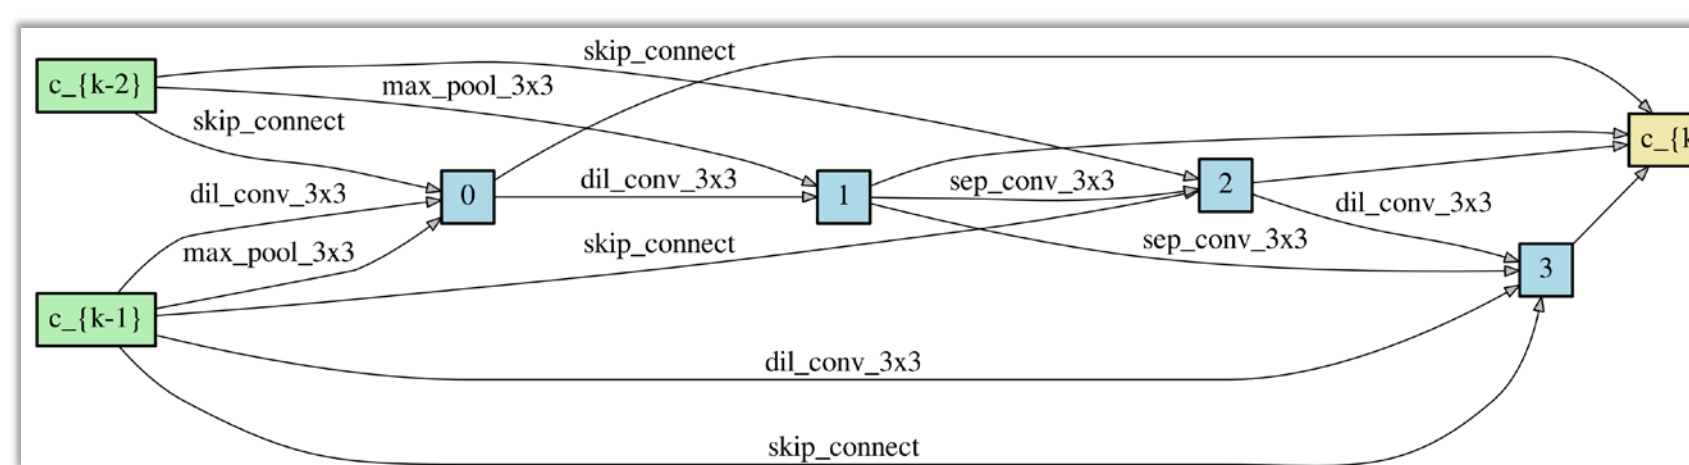 skip_connect
c_{k-2}
max_pool_3x3
skip_connect
c_{k
dil_conv_3x3
sep_conv_3x3
2
dil_conv_3x3
0
1
dil_conv_3x3
max_pool_3x3
skip_connect
sep_conv_3x3
3
c_{k-1}
dil_conv_3x3
skip_connect